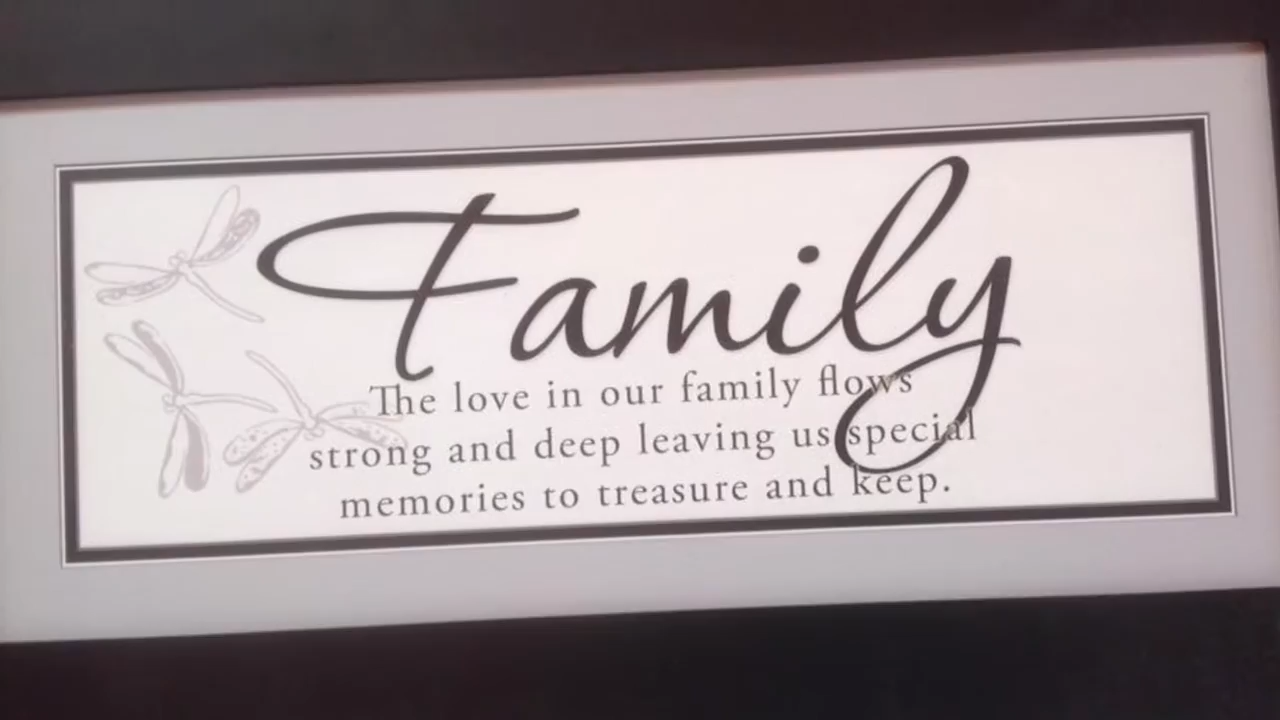 Family
The love in our family flows
strong and deep leaving us special
memories to treasure and keep.